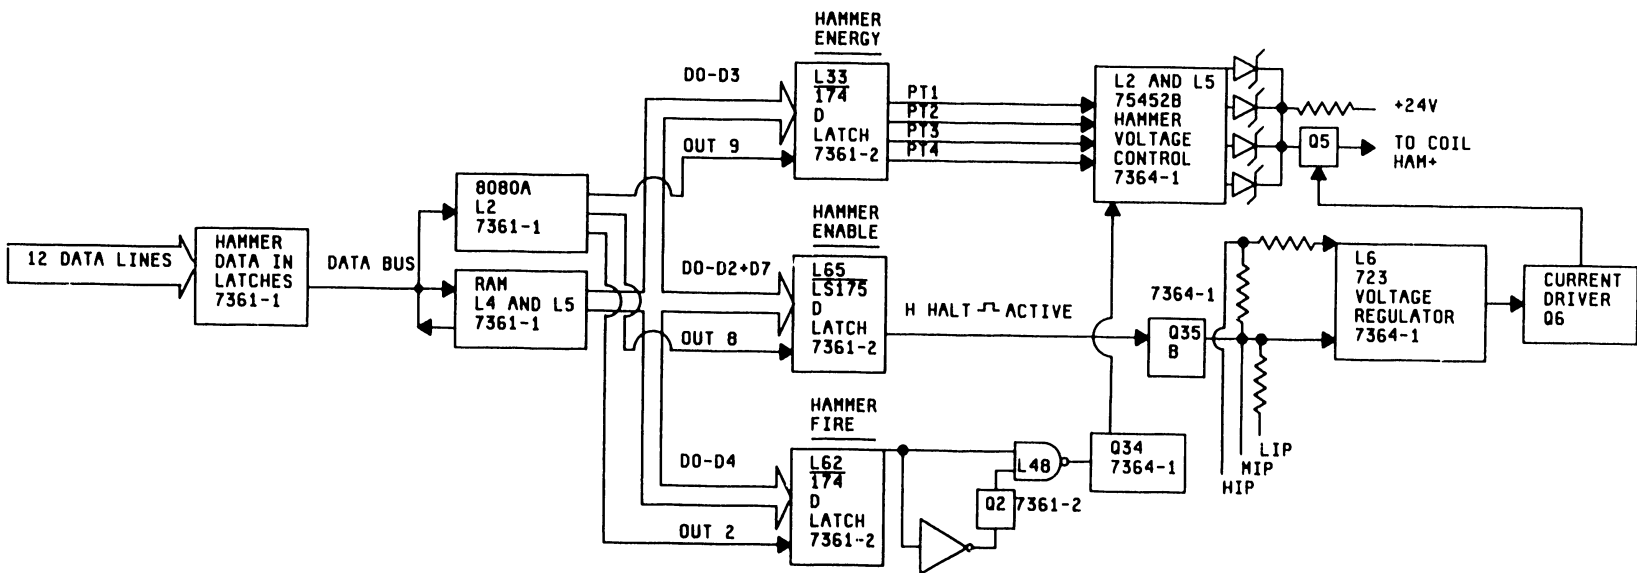 12 DATA LINES
HAMMER
DATA IN
LATCHES
7361-1
DATA BUS
8080A
L2
7361-1
RAM
L4 AND L5
7361-1
HAMMER
ENERGY
D0-D3
OUT 9
L33
174
D
LATCH
7361-2
PT1
PT2
PT3
PT4
L2 AND L5
75452B
HAMMER
VOLTAGE
CONTROL
7364-1
+24V
Q5
TO COIL
HAM+
HAMMER
ENABLE
D0-D2+D7
OUT 8
L65
LS175
D
LATCH
7361-2
H HALT ACTIVE
7364-1
Q35
B
L6
723
VOLTAGE
REGULATOR
7364-1
CURRENT
DRIVER
Q6
LIP
MIP
HIP
HAMMER
FIRE
D0-D4
OUT 2
L62
174
D
LATCH
7361-2
L48
Q2 7361-2
Q34
7364-1